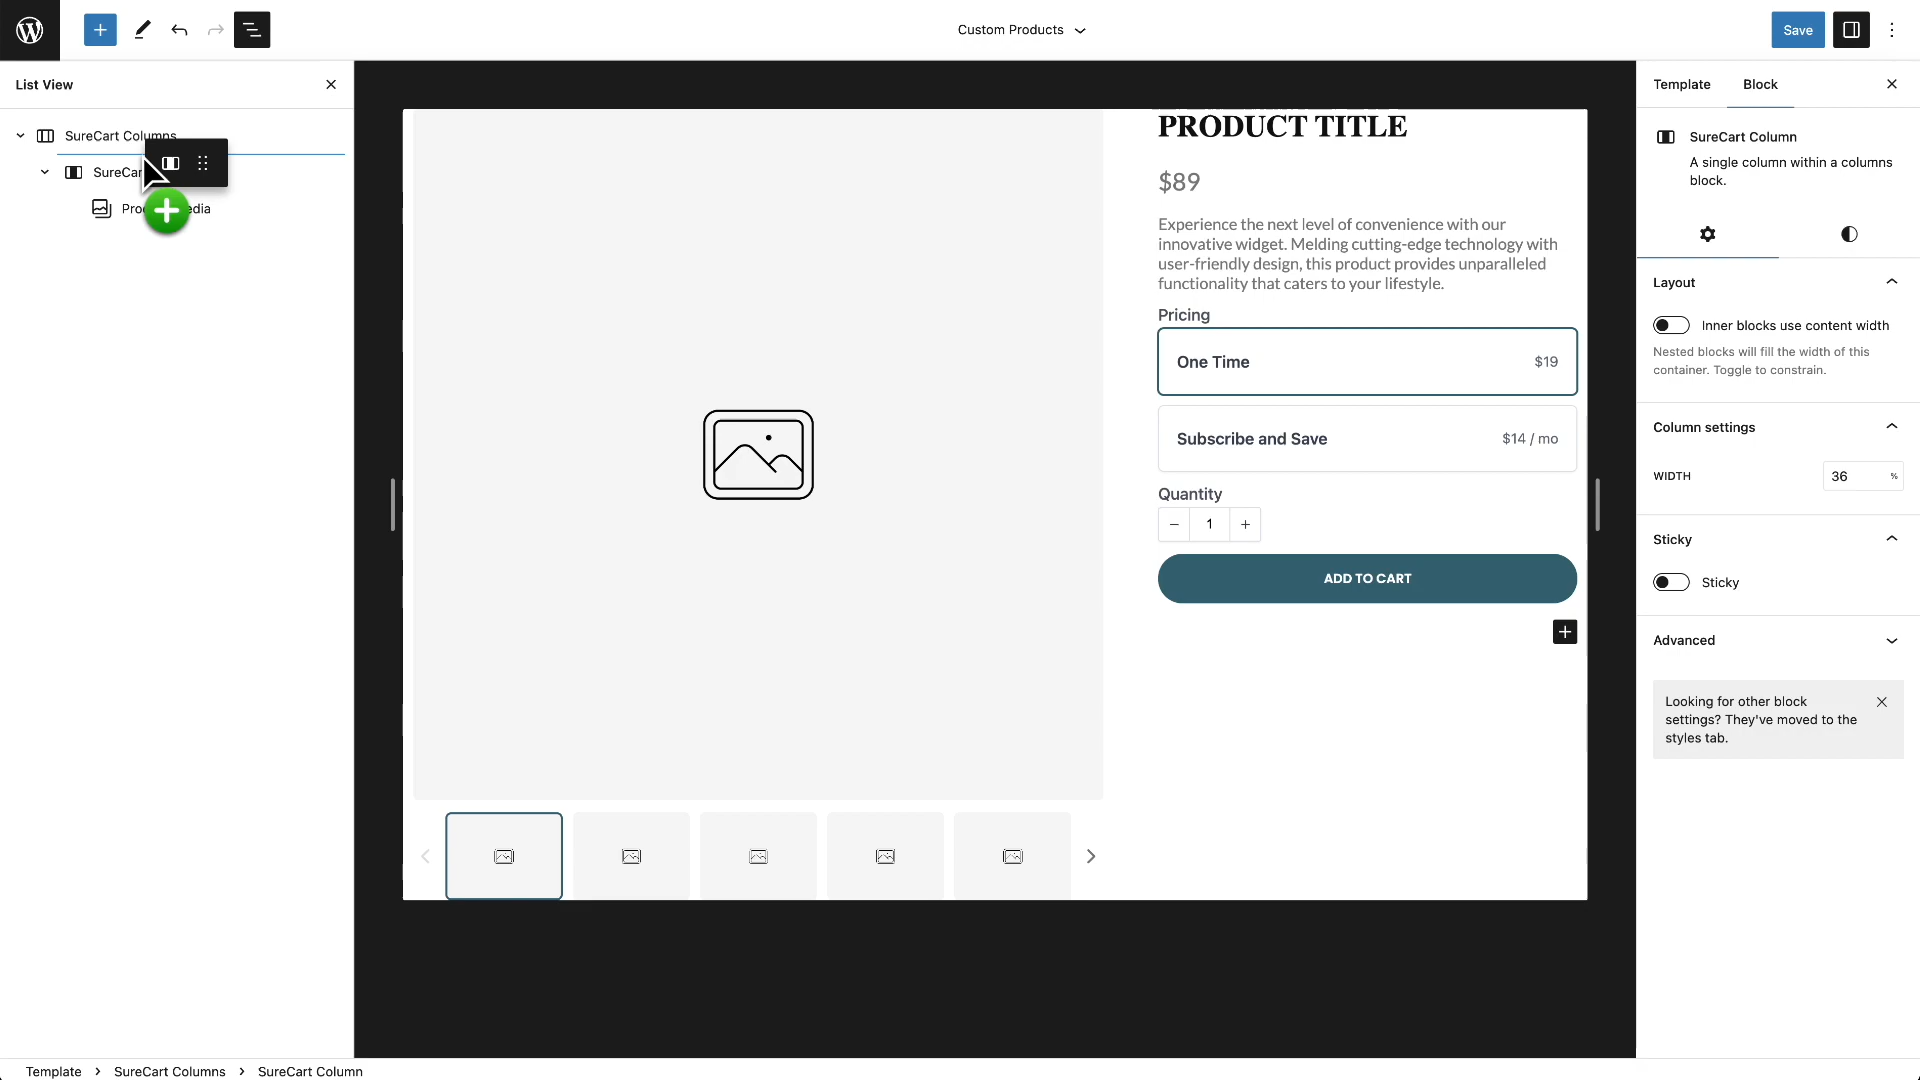 Custom Products
Save
List View
SureCart Columns
Template
Block
SureCart Column
A single column within a columns
block.
Layout
Inner blocks use content width
Nested blocks will fill the width of this
container. Toggle to constrain.
Column settings
WIDTH
36
%
Sticky
Sticky
Advanced
Looking for other block
settings? They've moved to the
styles tab.
PRODUCT TITLE
$89
Experience the next level of convenience with our
innovative widget. Melding cutting-edge technology with
user-friendly design, this product provides unparalleled
functionality that caters to your lifestyle.
Pricing
One Time
$19
Subscribe and Save
$14 / mo
Quantity
1
ADD TO CART
Template > SureCart Columns > SureCart Column